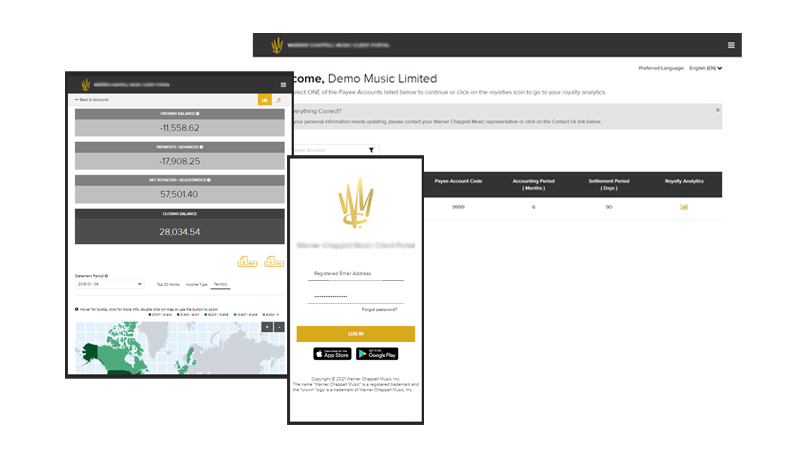 WARNER CHAPPELL MUSIC CLIENT PORTAL
Preferred Language: English (EN)
come, Demo Music Limited
elect ONE of the Payee Accounts listed below to continue or click on the royalties icon to go to your royalty analytics.
erything Correct?
your personal information needs updating, please contact your Warner Chappell Music representative or click on the Contact Us link below.
Payee Account
Payee Account Code
Accounting Period
( Months )
Settlement Period
( Days )
Royalty Analytics
9999
6
90
WARNER CHAPPELL MUSIC CLIENT PORTAL
Back to Accounts
OPENING BALANCE
-11,558.62
PAYMENTS / ADVANCES
-17,908.25
NET ROYALTIES / ADJUSTMENTS
57,501.40
CLOSING BALANCE
28,034.54
Statement Period
2018 01 - 06
Top 20 Works
Income Type
Territory
Hover for tooltip, click for more info, double click on map or use the button to zoom
+ -
Warner Chappell Music Client Portal
Registered Email Address
Forgot password?
LOG IN
Download on the
App Store
GET IT ON
Google Play
Copyright © 2021 Warner Chappell Music, Inc.
The name "Warner Chappell Music" is a registered trademark and
the "crown" logo is a trademark of Warner Chappell Music, Inc.